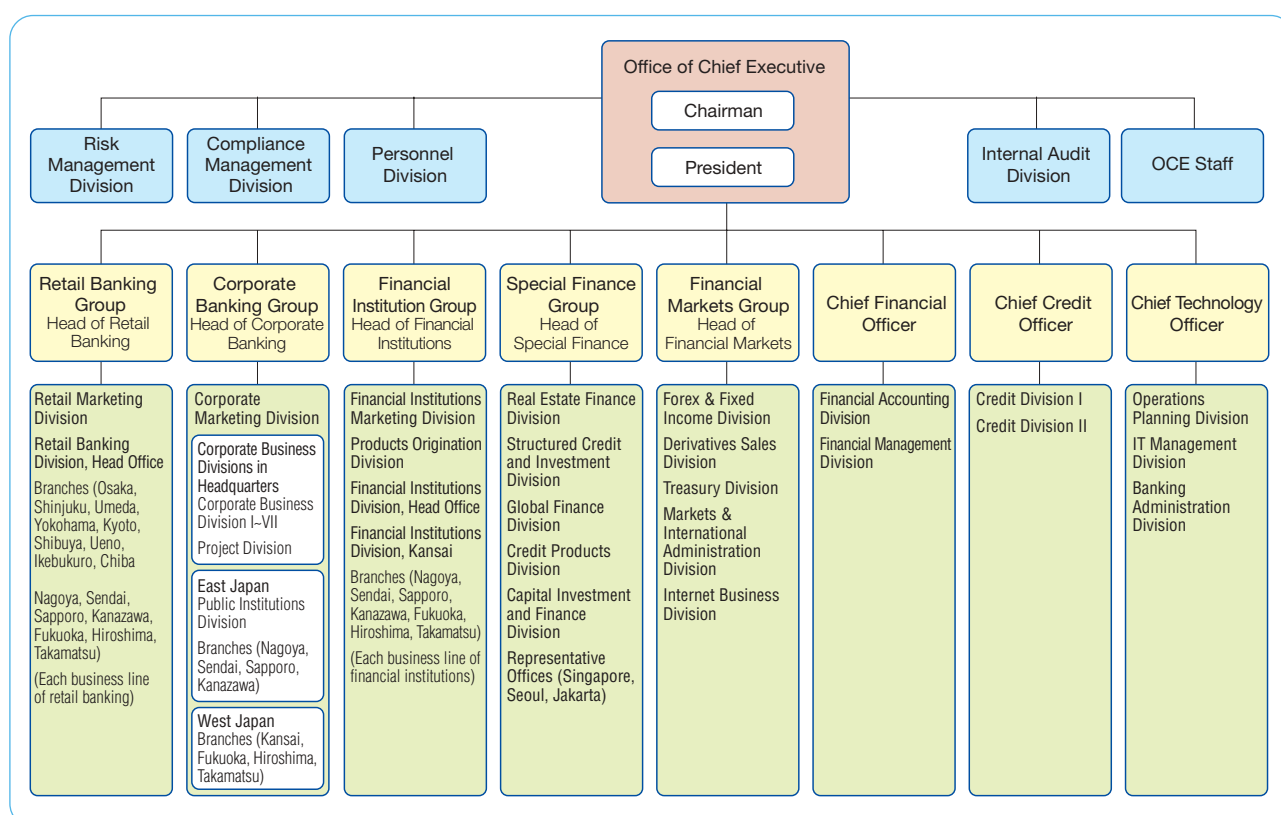 Office of Chief Executive
Chairman
President
Risk
Management
Division
Compliance
Management
Division
Personnel
Division
Internal Audit
Division
OCE Staff
Retail Banking
Group
Head of Retail
Banking
Corporate
Banking Group
Head of Corporate
Banking
Financial
Institution Group
Head of Financial
Institutions
Special Finance
Group
Head of
Special Finance
Financial
Markets Group
Head of
Financial Markets
Chief Financial
Officer
Chief Credit
Officer
Chief Technology
Officer
Retail Marketing
Division
Retail Banking
Division, Head Office
Branches (Osaka,
Shinjuku, Umeda,
Yokohama, Kyoto,
Shibuya, Ueno,
Ikebukuro, Chiba
Nagoya, Sendai,
Sapporo, Kanazawa,
Fukuoka, Hiroshima,
Takamatsu)
(Each business line
of retail banking)
Corporate
Marketing Division
Corporate Business
Divisions in
Headquarters
Corporate Business
Division I~VII
Project Division
East Japan
Public Institutions
Division
Branches (Nagoya,
Sendai, Sapporo,
Kanazawa)
West Japan
Branches (Kansai,
Fukuoka, Hiroshima,
Takamatsu)
Financial Institutions
Marketing Division
Products Origination
Division
Financial Institutions
Division, Head Office
Financial Institutions
Division, Kansai
Branches (Nagoya,
Sendai, Sapporo,
Kanazawa, Fukuoka,
Hiroshima, Takamatsu)
(Each business line of
financial institutions)
Real Estate Finance
Division
Structured Credit
and Investment
Division
Global Finance
Division
Credit Products
Division
Capital Investment
and Finance
Division
Representative
Offices (Singapore,
Seoul, Jakarta)
Forex & Fixed
Income Division
Derivatives Sales
Division
Treasury Division
Markets &
International
Administration
Division
Internet Business
Division
Financial Accounting
Division
Financial Management
Division
Credit Division I
Credit Division II
Operations
Planning Division
IT Management
Division
Banking
Administration
Division